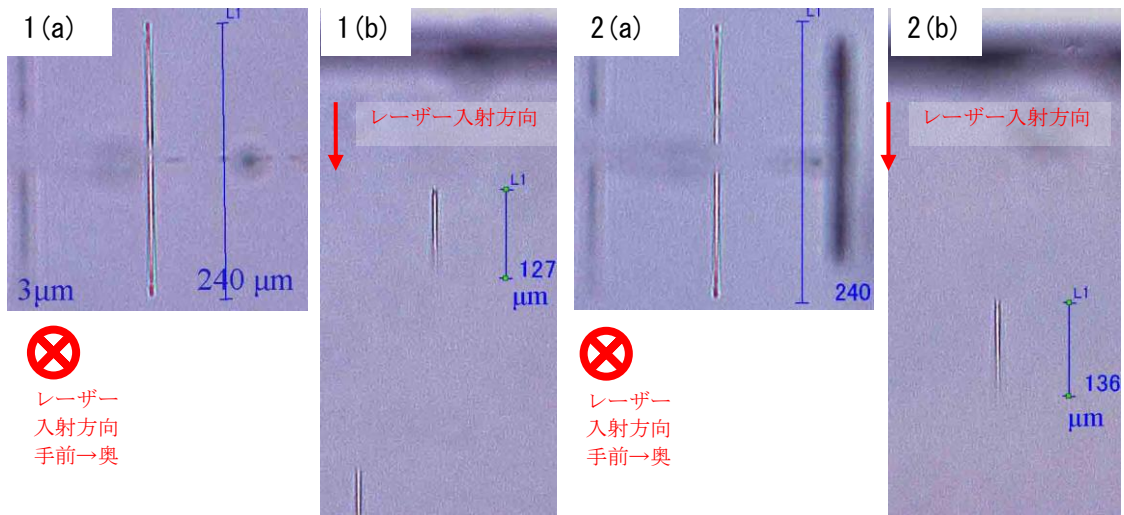 1(a)
L1
3μm
240 μm
レーザー
入射方向
手前→奥
1(b)
レーザー入射方向
L1
127
μm
2(a)
L1
240
レーザー
入射方向
手前→奥
2(b)
レーザー入射方向
L1
136
μm